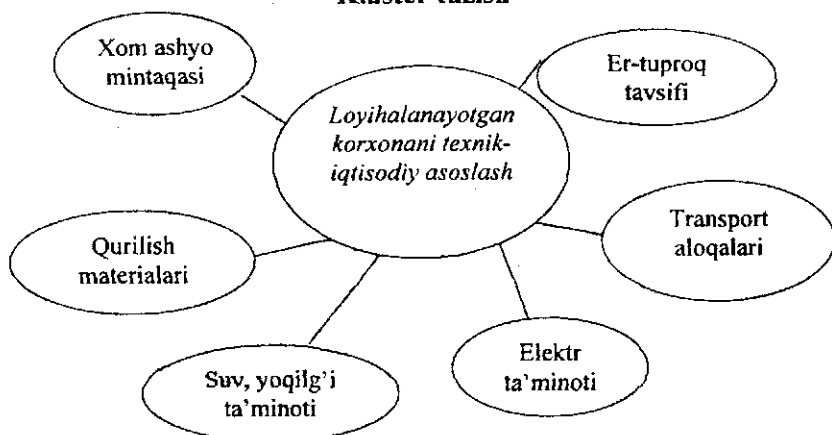 Xom ashyo
mintaqasi
Er-tuproq
tavsifi
Loyihalanayotgan
korxonani texnik-
iqtisodiy asoslash
Transport
aloqalari
Qurilish
materialari
Elektr
ta'minoti
Suv, yoqilg'i
ta'minoti